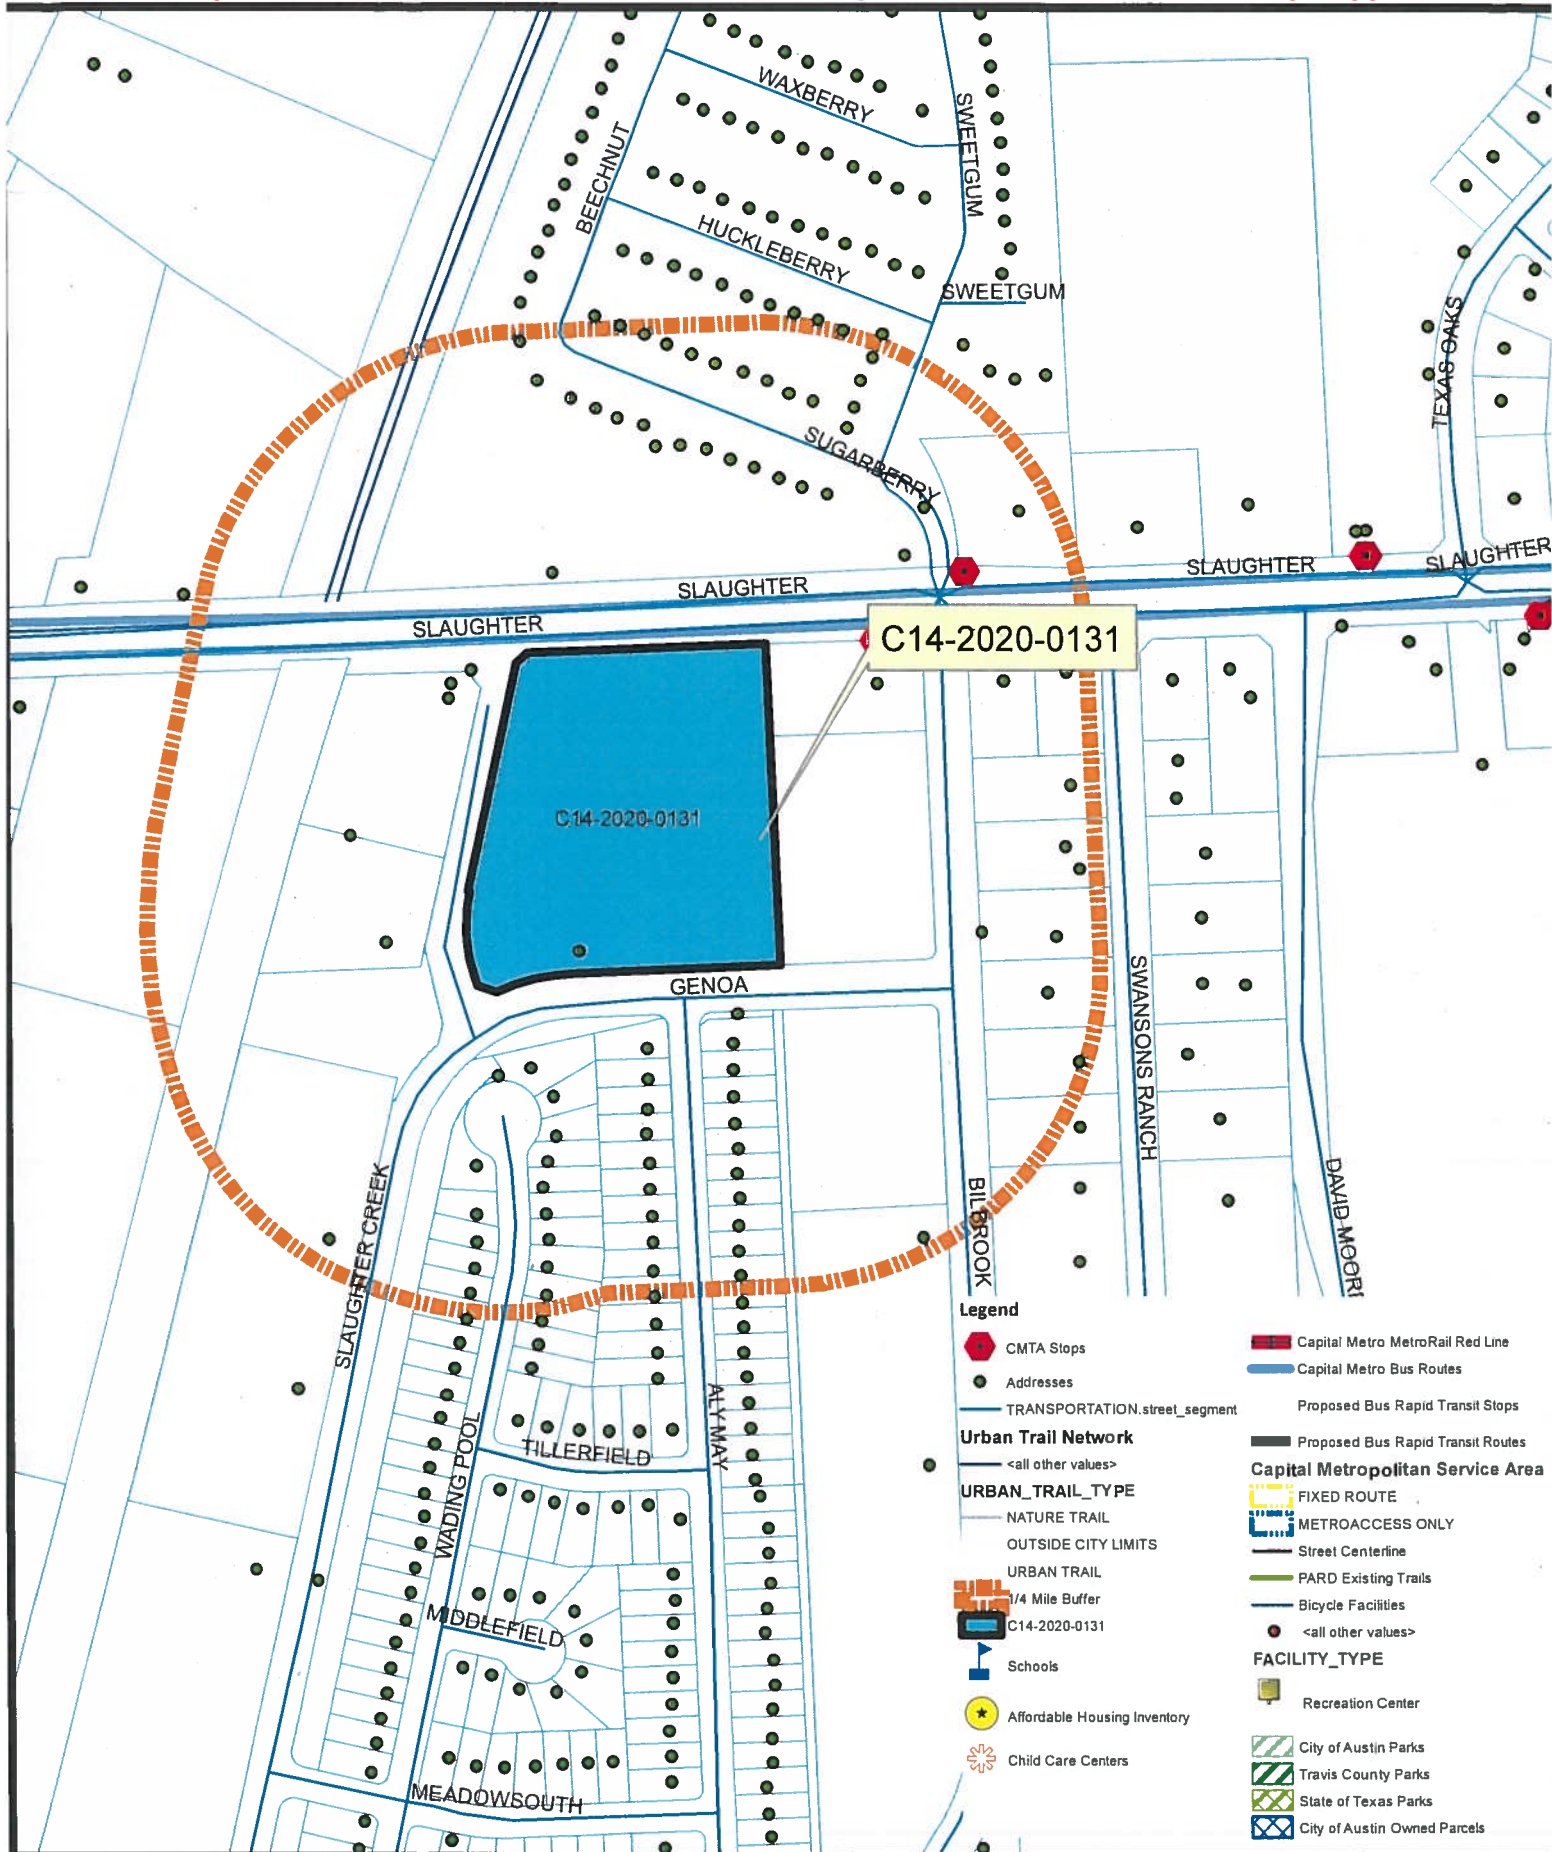 WAXBERRY
SWEETGUM
BEECHNUT
HUCKLEBERRY
SWEETGUM
TEXAS OAKS
SUGARBERRY
SLAUGHTER
SLAUGHTER
SLAUGHTER
SLAUGHTER
C14-2020-0131
C14-2020-0131
GENOA
SWANSONS RANCH
SLAUGHTER CREEK
BILBROOK
DAVID MOORE
WADING POOL
ALY MAY
TILLERFIELD
MIDDLEFIELD
MEADOWSOUTH
Legend
CMTA Stops
Addresses
TRANSPORTATION.street_segment
Urban Trail Network
<all other values>
URBAN_TRAIL_TYPE
NATURE TRAIL
OUTSIDE CITY LIMITS
URBAN TRAIL
1/4 Mile Buffer
C14-2020-0131
Schools
Affordable Housing Inventory
Child Care Centers
Capital Metro MetroRail Red Line
Capital Metro Bus Routes
Proposed Bus Rapid Transit Stops
Proposed Bus Rapid Transit Routes
Capital Metropolitan Service Area
FIXED ROUTE
METROACCESS ONLY
Street Centerline
PARD Existing Trails
Bicycle Facilities
<all other values>
FACILITY_TYPE
Recreation Center
City of Austin Parks
Travis County Parks
State of Texas Parks
City of Austin Owned Parcels